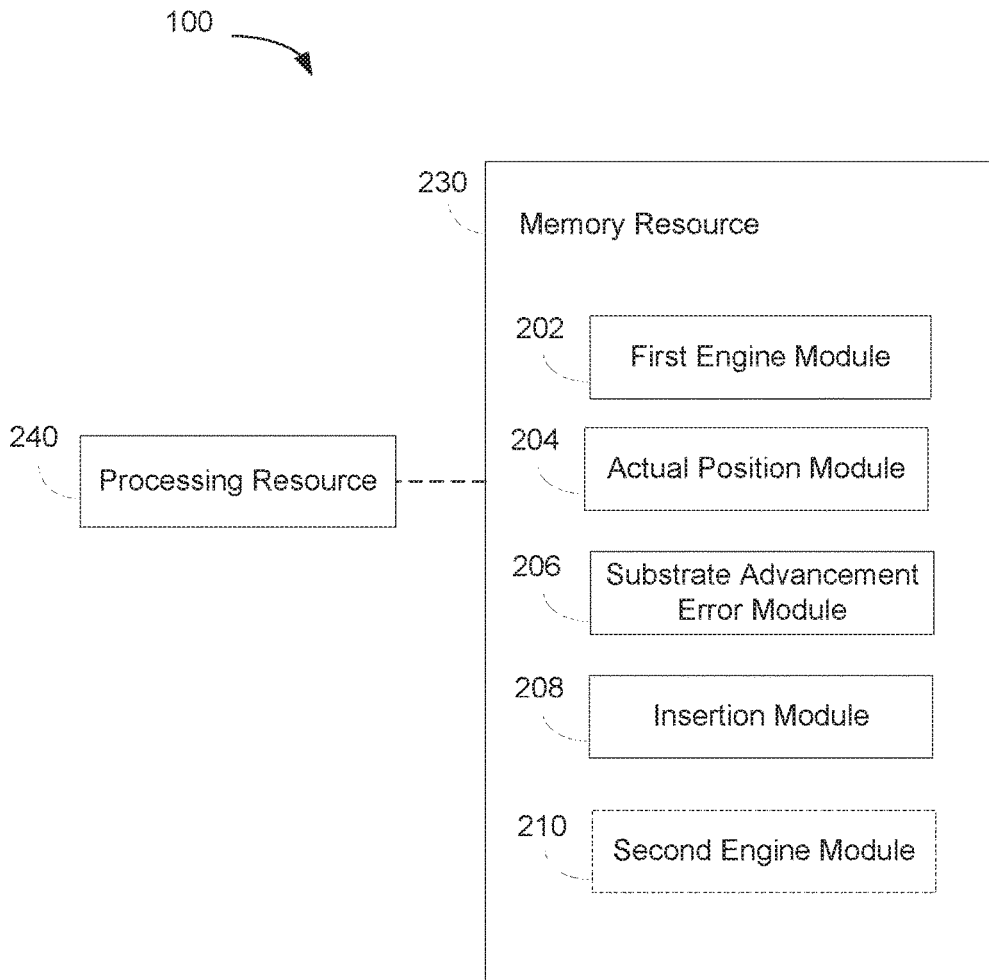 100
230
Memory Resource
202
First Engine Module
240
Processing Resource
204
Actual Position Module
206
Substrate Advancement
Error Module
208
Insertion Module
210
Second Engine Module